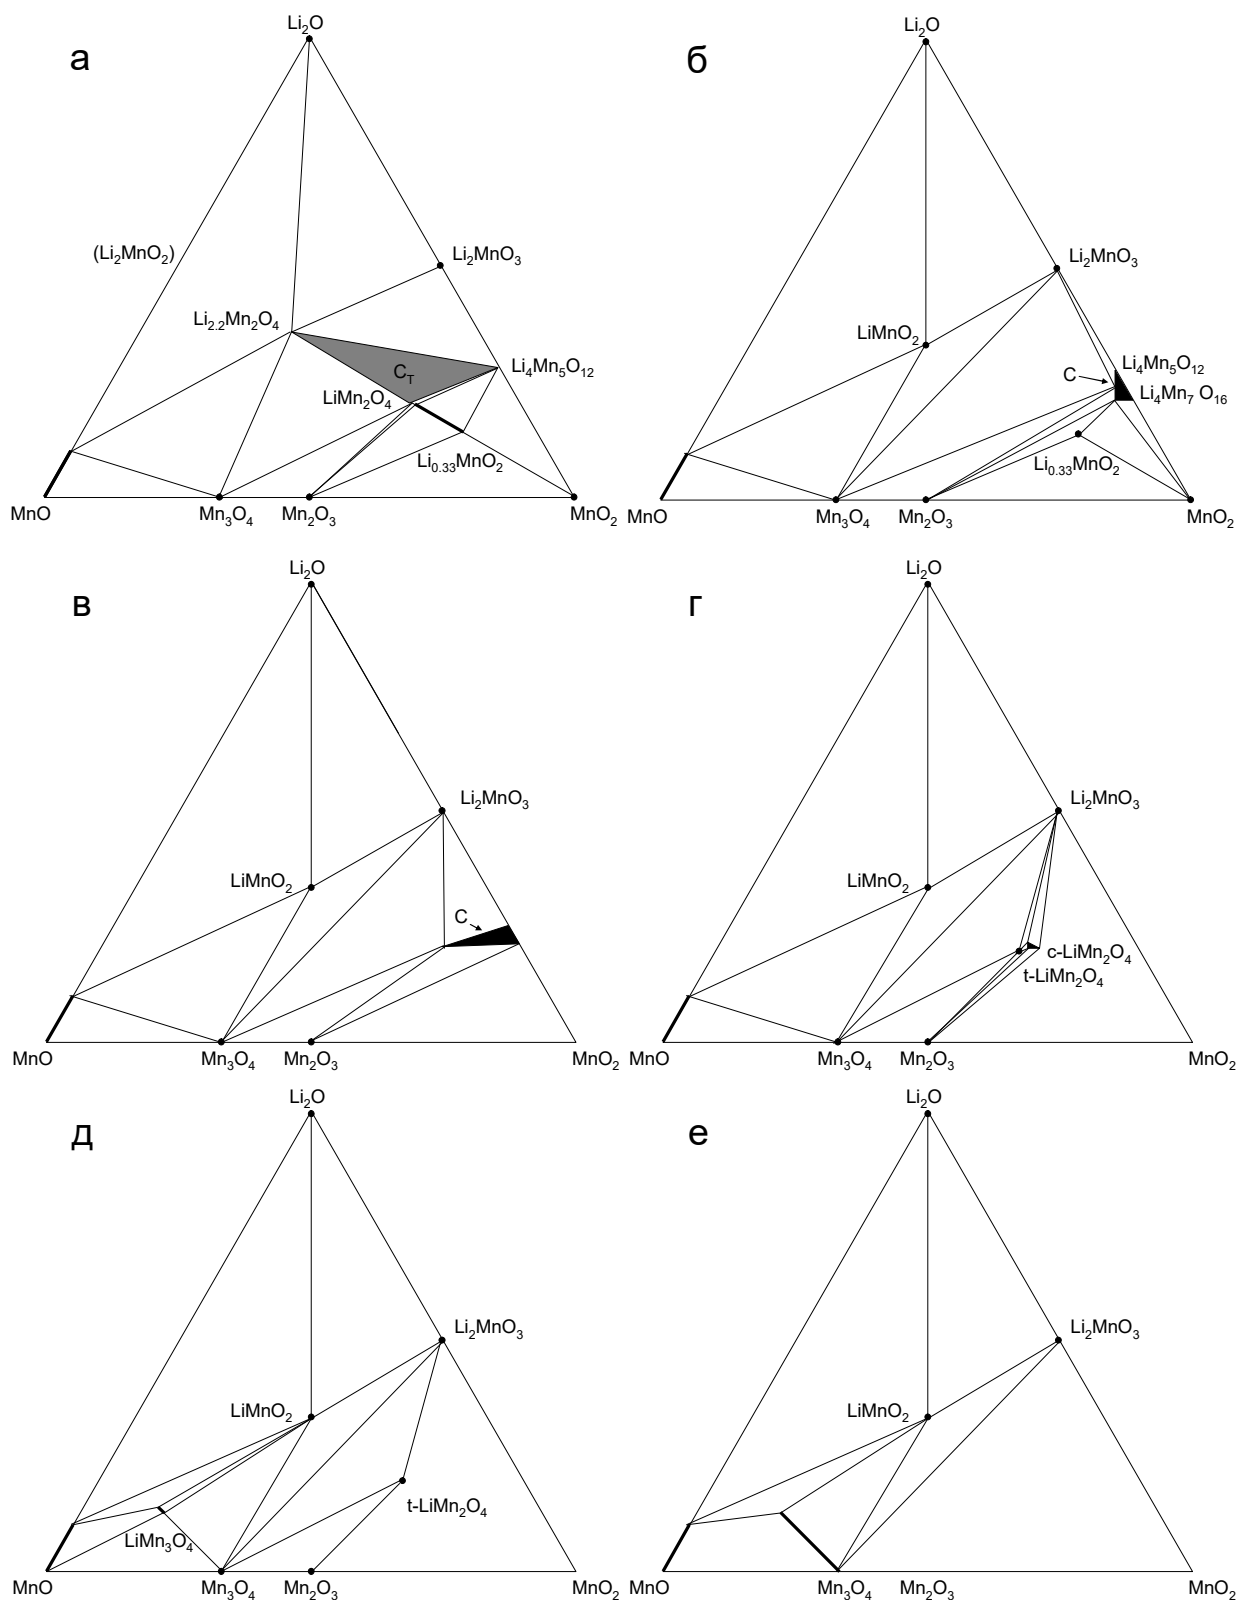 а
Li₂O
(Li₂MnO₂)
Li₂MnO₃
Li₂.₂Mn₂O₄
Cт
Li₄Mn₅O₁₂
LiMn₂O₄
Li₀.₃₃MnO₂
MnO
Mn₃O₄
Mn₂O₃
MnO₂
б
Li₂O
Li₂MnO₃
LiMnO₂
Li₄Mn₅O₁₂
C
Li₄Mn₇ O₁₆
Li₀.₃₃MnO₂
MnO
Mn₃O₄
Mn₂O₃
MnO₂
в
Li₂O
Li₂MnO₃
LiMnO₂
C
MnO
Mn₃O₄
Mn₂O₃
MnO₂
г
Li₂O
Li₂MnO₃
LiMnO₂
c-LiMn₂O₄
t-LiMn₂O₄
MnO
Mn₃O₄
Mn₂O₃
MnO₂
д
Li₂O
Li₂MnO₃
LiMnO₂
t-LiMn₂O₄
LiMn₃O₄
MnO
Mn₃O₄
Mn₂O₃
MnO₂
е
Li₂O
Li₂MnO₃
LiMnO₂
MnO
Mn₃O₄
Mn₂O₃
MnO₂